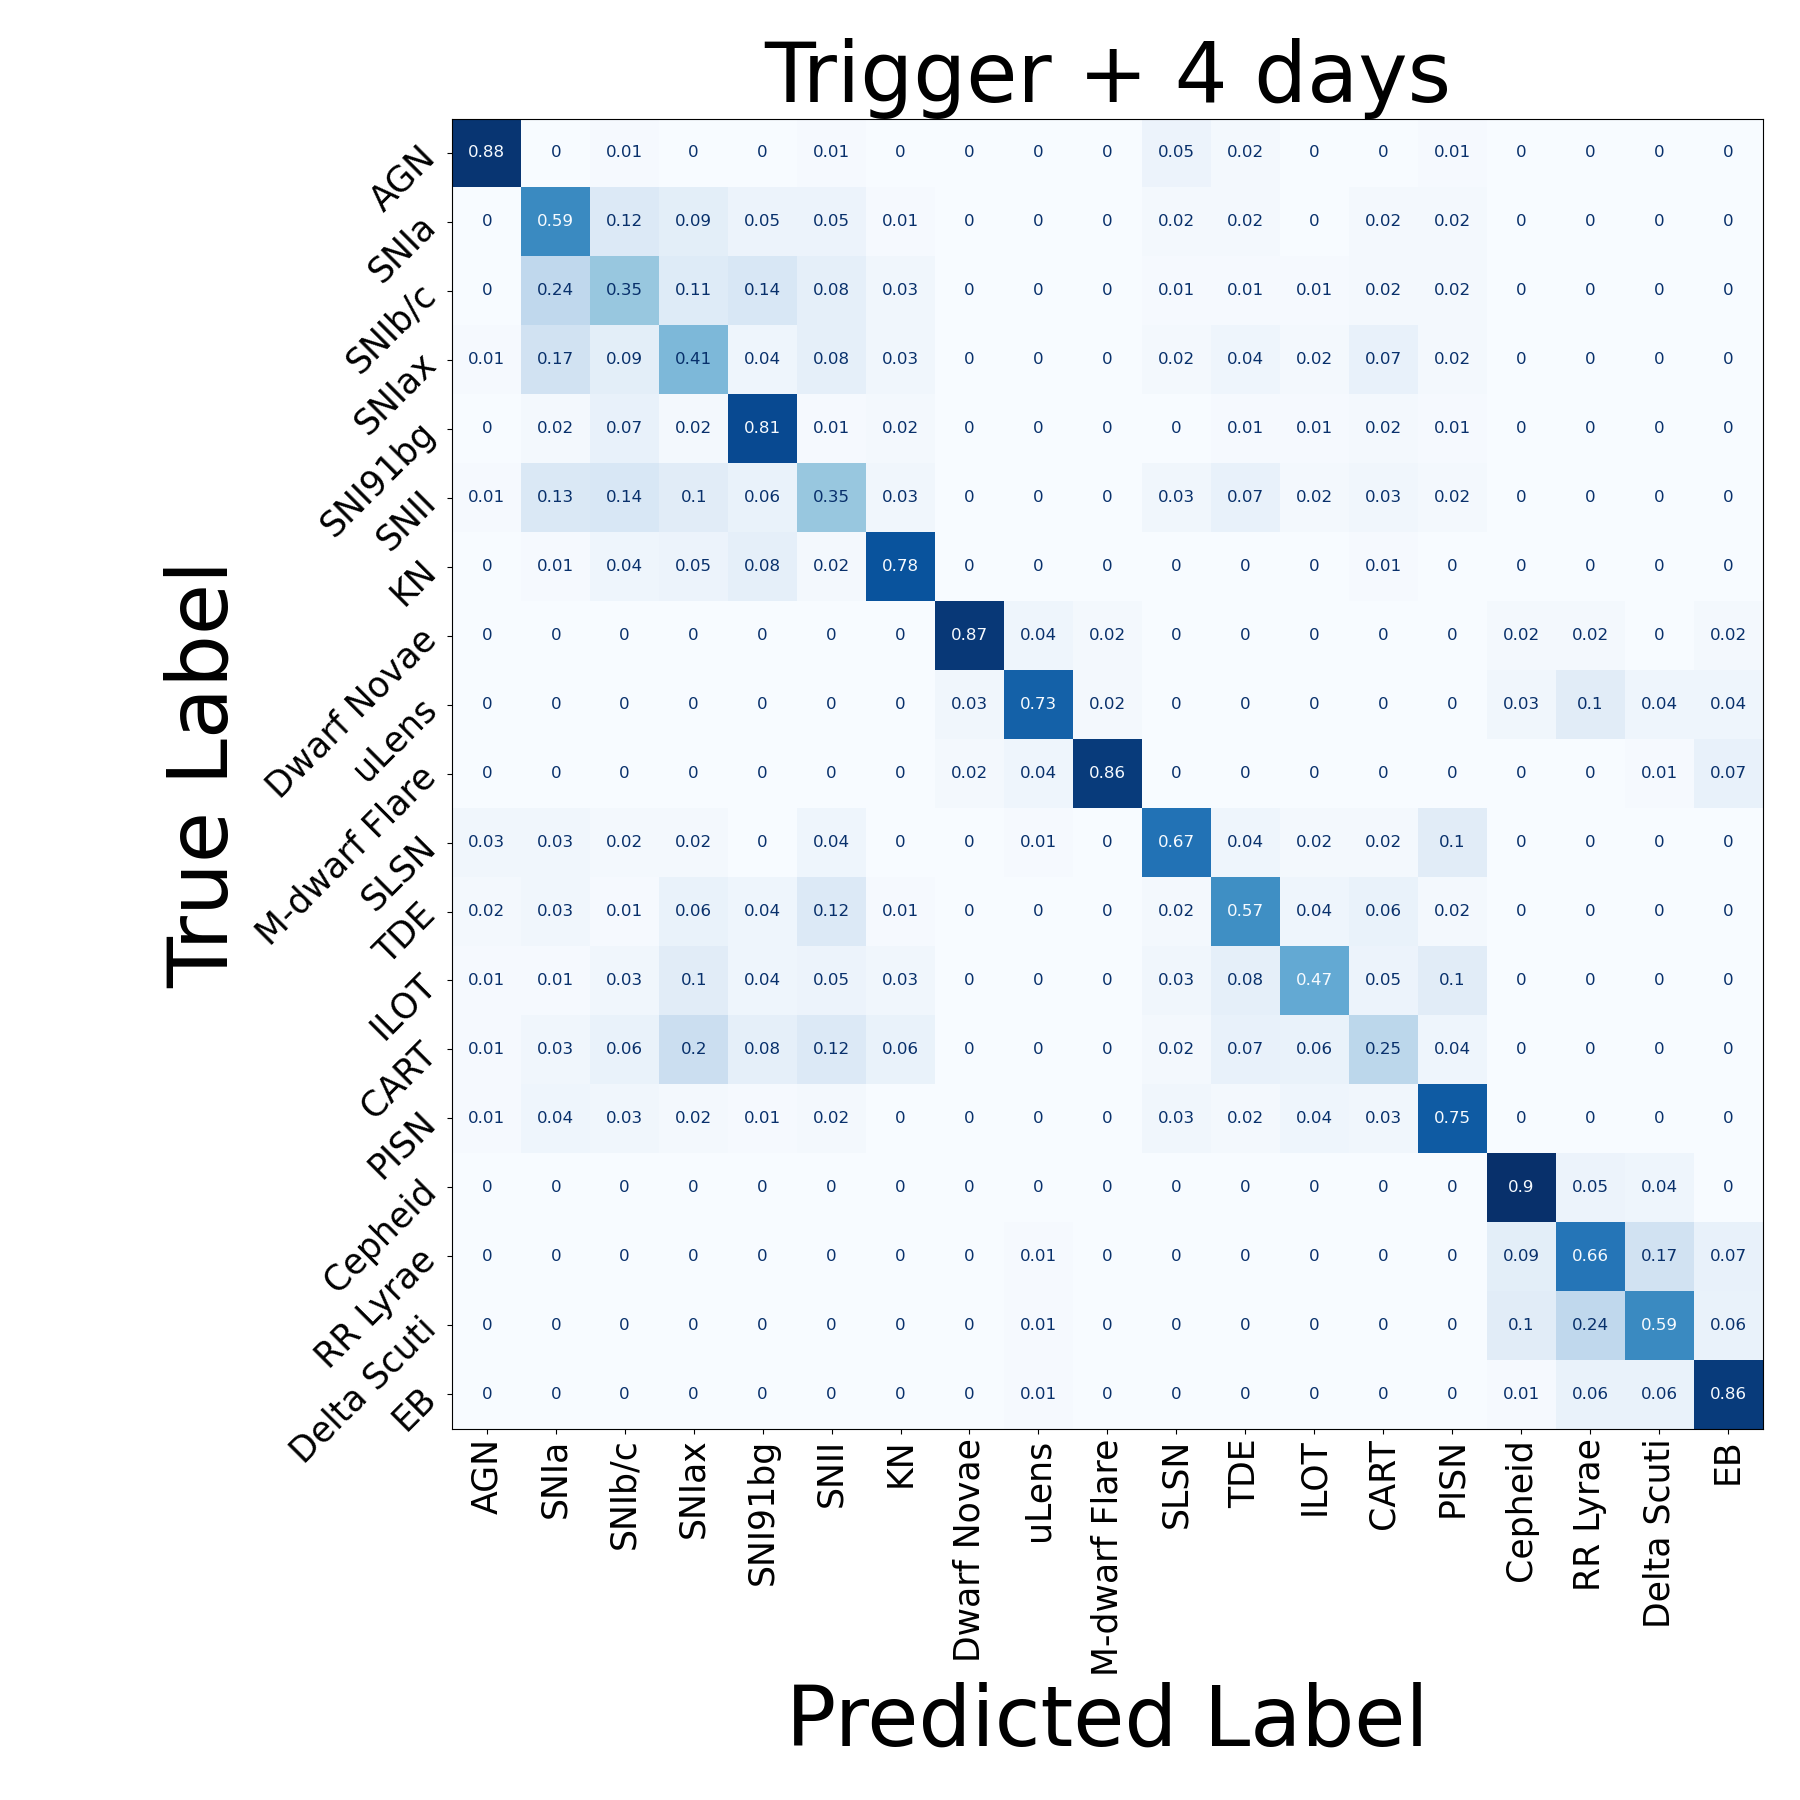 Trigger + 4 days
True Label
AGN 0.88 0 0.01 0 0 0.01 0 0 0 0 0.05 0.02 0 0 0.01 0 0 0 0
SNIa 0 0.59 0.12 0.09 0.05 0.05 0.01 0 0 0 0.02 0.02 0 0.02 0.02 0 0 0 0
SNIb/c 0 0.24 0.35 0.11 0.14 0.08 0.03 0 0 0 0.01 0.01 0.01 0.02 0.02 0 0 0 0
SNIax 0.01 0.17 0.09 0.41 0.04 0.08 0.03 0 0 0 0.02 0.04 0.02 0.07 0.02 0 0 0 0
SNI91bg 0 0.02 0.07 0.02 0.81 0.01 0.02 0 0 0 0 0.01 0.01 0.02 0.01 0 0 0 0
SNII 0.01 0.13 0.14 0.1 0.06 0.35 0.03 0 0 0 0.03 0.07 0.02 0.03 0.02 0 0 0 0
KN 0 0.01 0.04 0.05 0.08 0.02 0.78 0 0 0 0 0 0 0.01 0 0 0 0 0
Dwarf Novae 0 0 0 0 0 0 0 0.87 0.04 0.02 0 0 0 0 0 0.02 0.02 0 0.02
uLens 0 0 0 0 0 0 0 0.03 0.73 0.02 0 0 0 0 0 0.03 0.1 0.04 0.04
M-dwarf Flare 0 0 0 0 0 0 0 0.02 0.04 0.86 0 0 0 0 0 0 0 0.01 0.07
SLSN 0.03 0.03 0.02 0.02 0 0.04 0 0 0.01 0 0.67 0.04 0.02 0.02 0.1 0 0 0 0
TDE 0.02 0.03 0.01 0.06 0.04 0.12 0.01 0 0 0 0.02 0.57 0.04 0.06 0.02 0 0 0 0
ILOT 0.01 0.01 0.03 0.1 0.04 0.05 0.03 0 0 0 0.03 0.08 0.47 0.05 0.1 0 0 0 0
CART 0.01 0.03 0.06 0.2 0.08 0.12 0.06 0 0 0 0.02 0.07 0.06 0.25 0.04 0 0 0 0
PISN 0.01 0.04 0.03 0.02 0.01 0.02 0 0 0 0 0.03 0.02 0.04 0.03 0.75 0 0 0 0
Cepheid 0 0 0 0 0 0 0 0 0 0 0 0 0 0 0 0.9 0.05 0.04 0
RR Lyrae 0 0 0 0 0 0 0 0 0.01 0 0 0 0 0 0 0.09 0.66 0.17 0.07
Delta Scuti 0 0 0 0 0 0 0 0 0.01 0 0 0 0 0 0 0.1 0.24 0.59 0.06
EB 0 0 0 0 0 0 0 0 0.01 0 0 0 0 0 0 0.01 0.06 0.06 0.86
AGN SNIa SNIb/c SNIax SNI91bg SNII KN Dwarf Novae uLens M-dwarf Flare SLSN TDE ILOT CART PISN Cepheid RR Lyrae Delta Scuti EB
Predicted Label